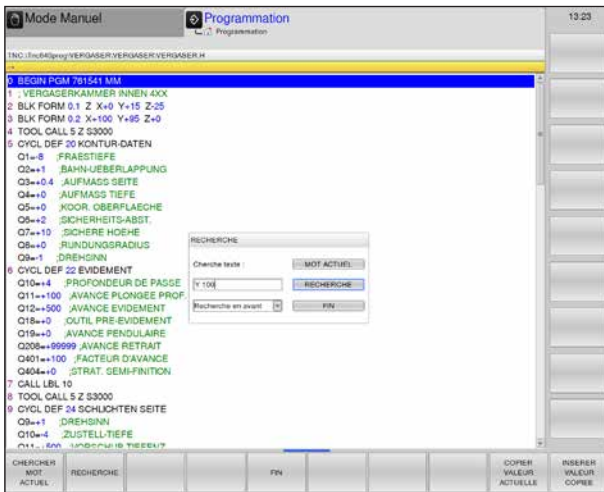 Mode Manuel
Programmation
Programmation
13:23
0 BEGIN PGM 761541 MM
1 ; VERGASERKAMMER INNEN 4XX
2 BLK FORM 0.1 Z X+0 Y+15 Z-25
3 BLK FORM 0.2 X+100 Y+95 Z+0
4 TOOL CALL 5 Z S3000
5 CYCL DEF 20 KONTUR-DATEN
Q1=-8 ;FRAESTIEFE
Q2=+1 ;BAHN-UEBERLAPPUNG
Q3=+0.4 ;AUFMASS SEITE
Q4=+0 ;AUFMASS TIEFE
Q5=+0 ;KOOR. OBERFLAECHE
Q6=+2 ;SICHERHEITS-ABST.
Q7=+10 ;SICHERE HOEHE
Q8=+0 ;RUNDUNGSRADIUS
Q9=-1 ;DREHSINN
6 CYCL DEF 22 EVIDEMENT
Q10=+4 ;PROFONDEUR DE PASSE
Q11=+100 ;AVANCE PLONGEE PROF.
Q12=+500 ;AVANCE EVIDEMENT
Q18=+0 ;OUTIL PRE-EVIDEMENT
Q19=+0 ;AVANCE PENDULAIRE
Q208=+99999 ;AVANCE RETRAIT
Q401=+100 ;FACTEUR D'AVANCE
Q404=+0 ;STRAT. SEMI-FINITION
7 CALL LBL 10
8 TOOL CALL 5 Z S3000
9 CYCL DEF 24 SCHLICHTEN SEITE
Q9=+1 ;DREHSINN
Q10=-4 ;ZUSTELL-TIEFE
RECHERCHE
Cherche texte :
MOT ACTUEL
Y 100
RECHERCHE
Recherche en avant
FIN
CHERCHER
MOT
ACTUEL
RECHERCHE
FIN
COPIER
VALEUR
ACTUELLE
INSERER
VALEUR
COPIEE